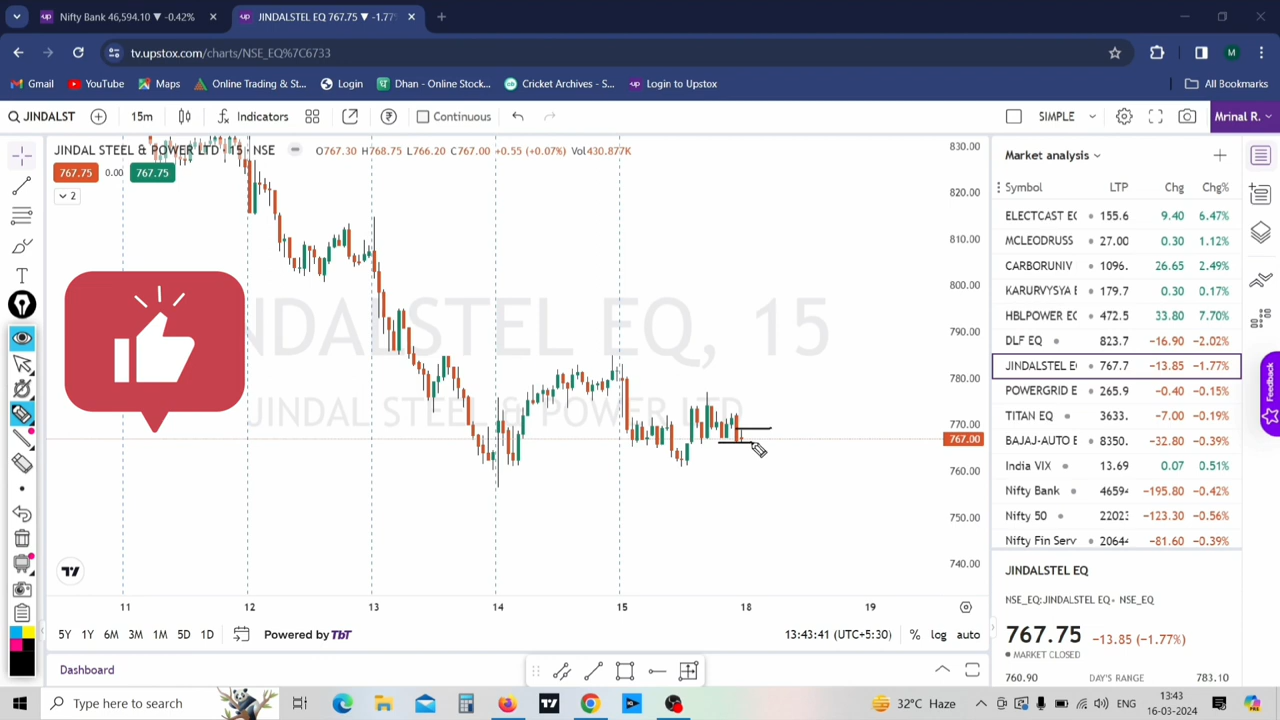 Nifty Bank 46,594.10 ▼ -0.42%
JINDALSTEL EQ 767.75 ▼ -1.77%
tv.upstox.com/charts/NSE_EQ%7C6733
Gmail
YouTube
Maps
Online Trading & St...
Login
Dhan - Online Stock...
Cricket Archives - S...
Login to Upstox
All Bookmarks
JINDALST
15m
Indicators
Continuous
SIMPLE
Mrinal R.
JINDAL STEEL & POWER LTD · 15 · NSE
O767.30 H768.75 L766.20 C767.00 +0.55 (+0.07%) Vol430.877K
767.75 0.00 767.75
2
JINDALSTEL EQ, 15
JINDAL STEEL & POWER LTD
830.00
820.00
810.00
800.00
790.00
780.00
770.00
767.00
760.00
750.00
740.00
11 12 13 14 15 18 19
5Y 1Y 6M 3M 1M 5D 1D
Powered by TbT
13:43:41 (UTC+5:30)
% log auto
Dashboard
Market analysis
Symbol LTP Chg Chg%
ELECTCAST EQ 155.6 9.40 6.47%
MCLEODRUSS 27.00 0.30 1.12%
CARBORUNIV 1096. 26.65 2.49%
KARURVYSYA E 179.7 0.30 0.17%
HBLPOWER EQ 472.5 33.80 7.70%
DLF EQ 823.7 −16.90 −2.02%
JINDALSTEL E 767.7 −13.85 −1.77%
POWERGRID E 265.9 −0.40 −0.15%
TITAN EQ 3633. −7.00 −0.19%
BAJAJ-AUTO E 8350. −32.80 −0.39%
India VIX 13.69 0.07 0.51%
Nifty Bank 4659 −195.80 −0.42%
Nifty 50 2202 −123.30 −0.56%
Nifty Fin Serv 2064 −81.60 −0.39%
JINDALSTEL EQ
NSE_EQ:JINDALSTEL EQ • NSE_EQ
767.75 −13.85 (−1.77%)
MARKET CLOSED
760.90 DAY'S RANGE 783.10
Feedback
Type here to search
32°C Haze
ENG
13:43
16-03-2024